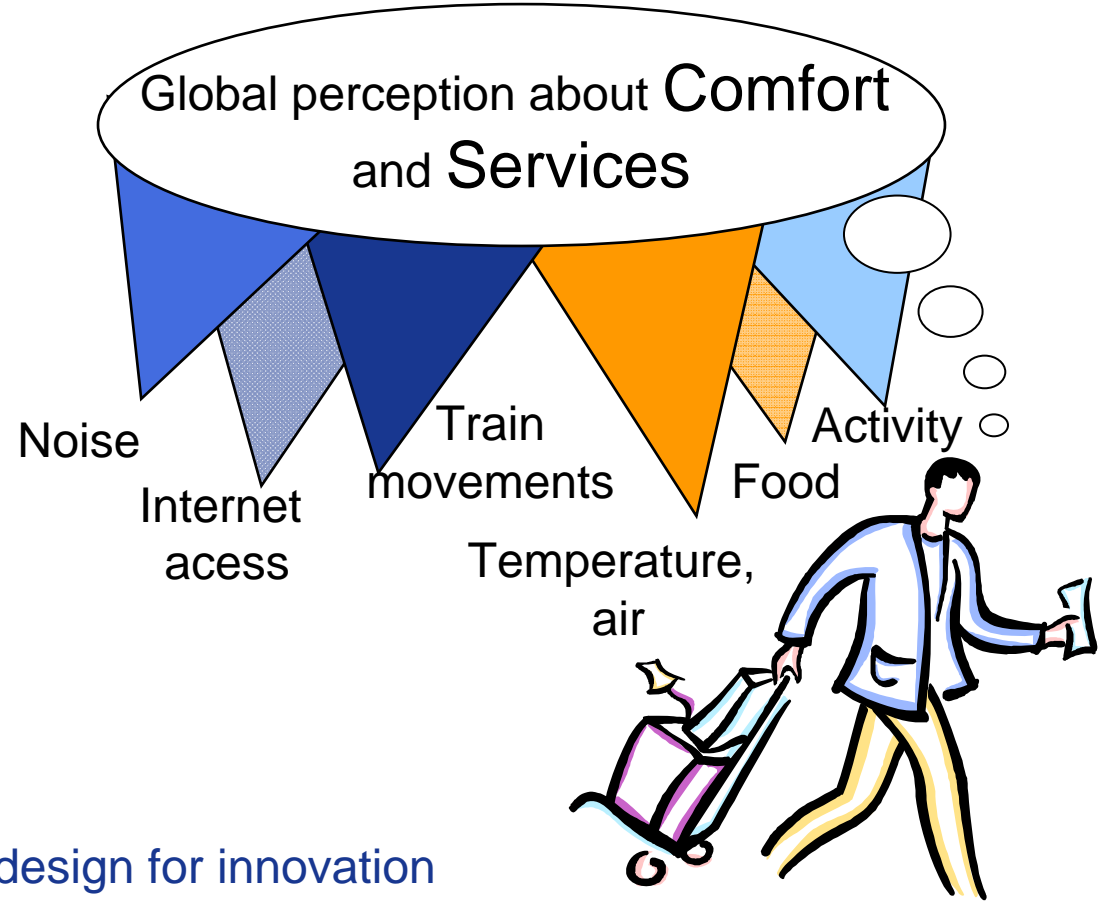 Global perception about Comfort
and Services
Noise
Internet
acess
Train
movements
Temperature,
air
Food
Activity
design for innovation